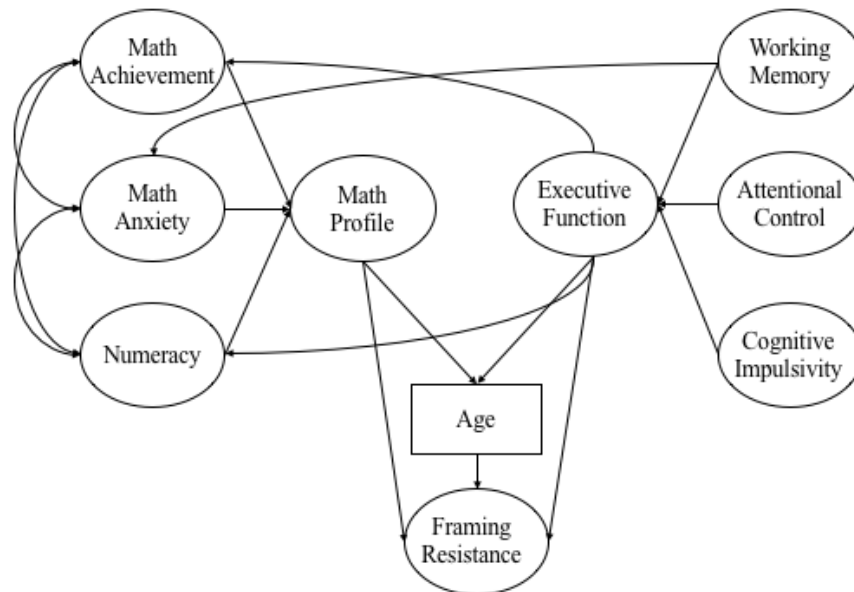 Math
Achievement
Working
Memory
Math
Anxiety
Math
Profile
Executive
Function
Attentional
Control
Numeracy
Cognitive
Impulsivity
Age
Framing
Resistance